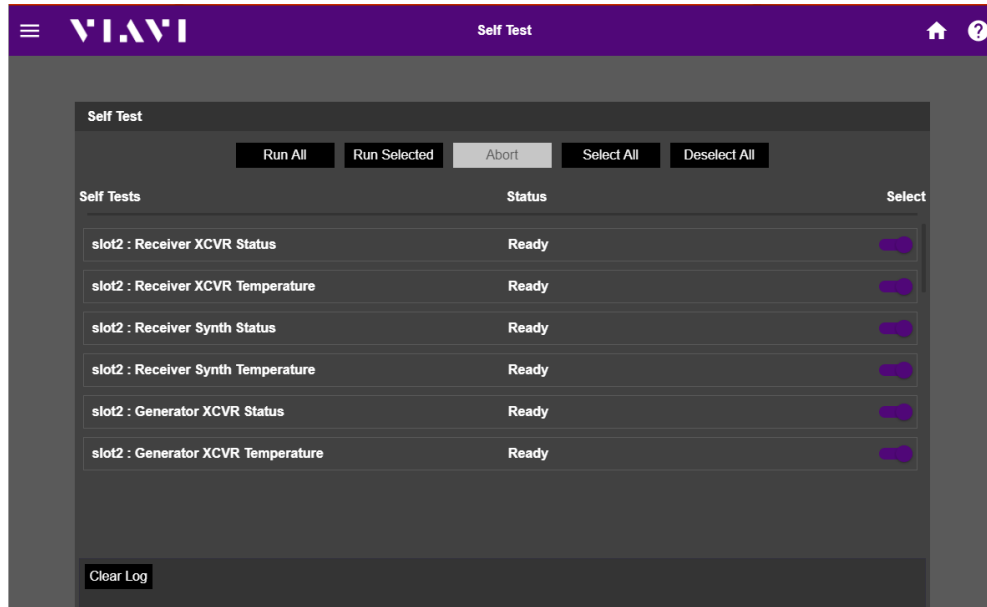 VIAVI
Self Test
?
Self Test
Run All Run Selected Abort Select All Deselect All
Self Tests Status Select
slot2 : Receiver XCVR Status Ready
slot2 : Receiver XCVR Temperature Ready
slot2 : Receiver Synth Status Ready
slot2 : Receiver Synth Temperature Ready
slot2 : Generator XCVR Status Ready
slot2 : Generator XCVR Temperature Ready
Clear Log